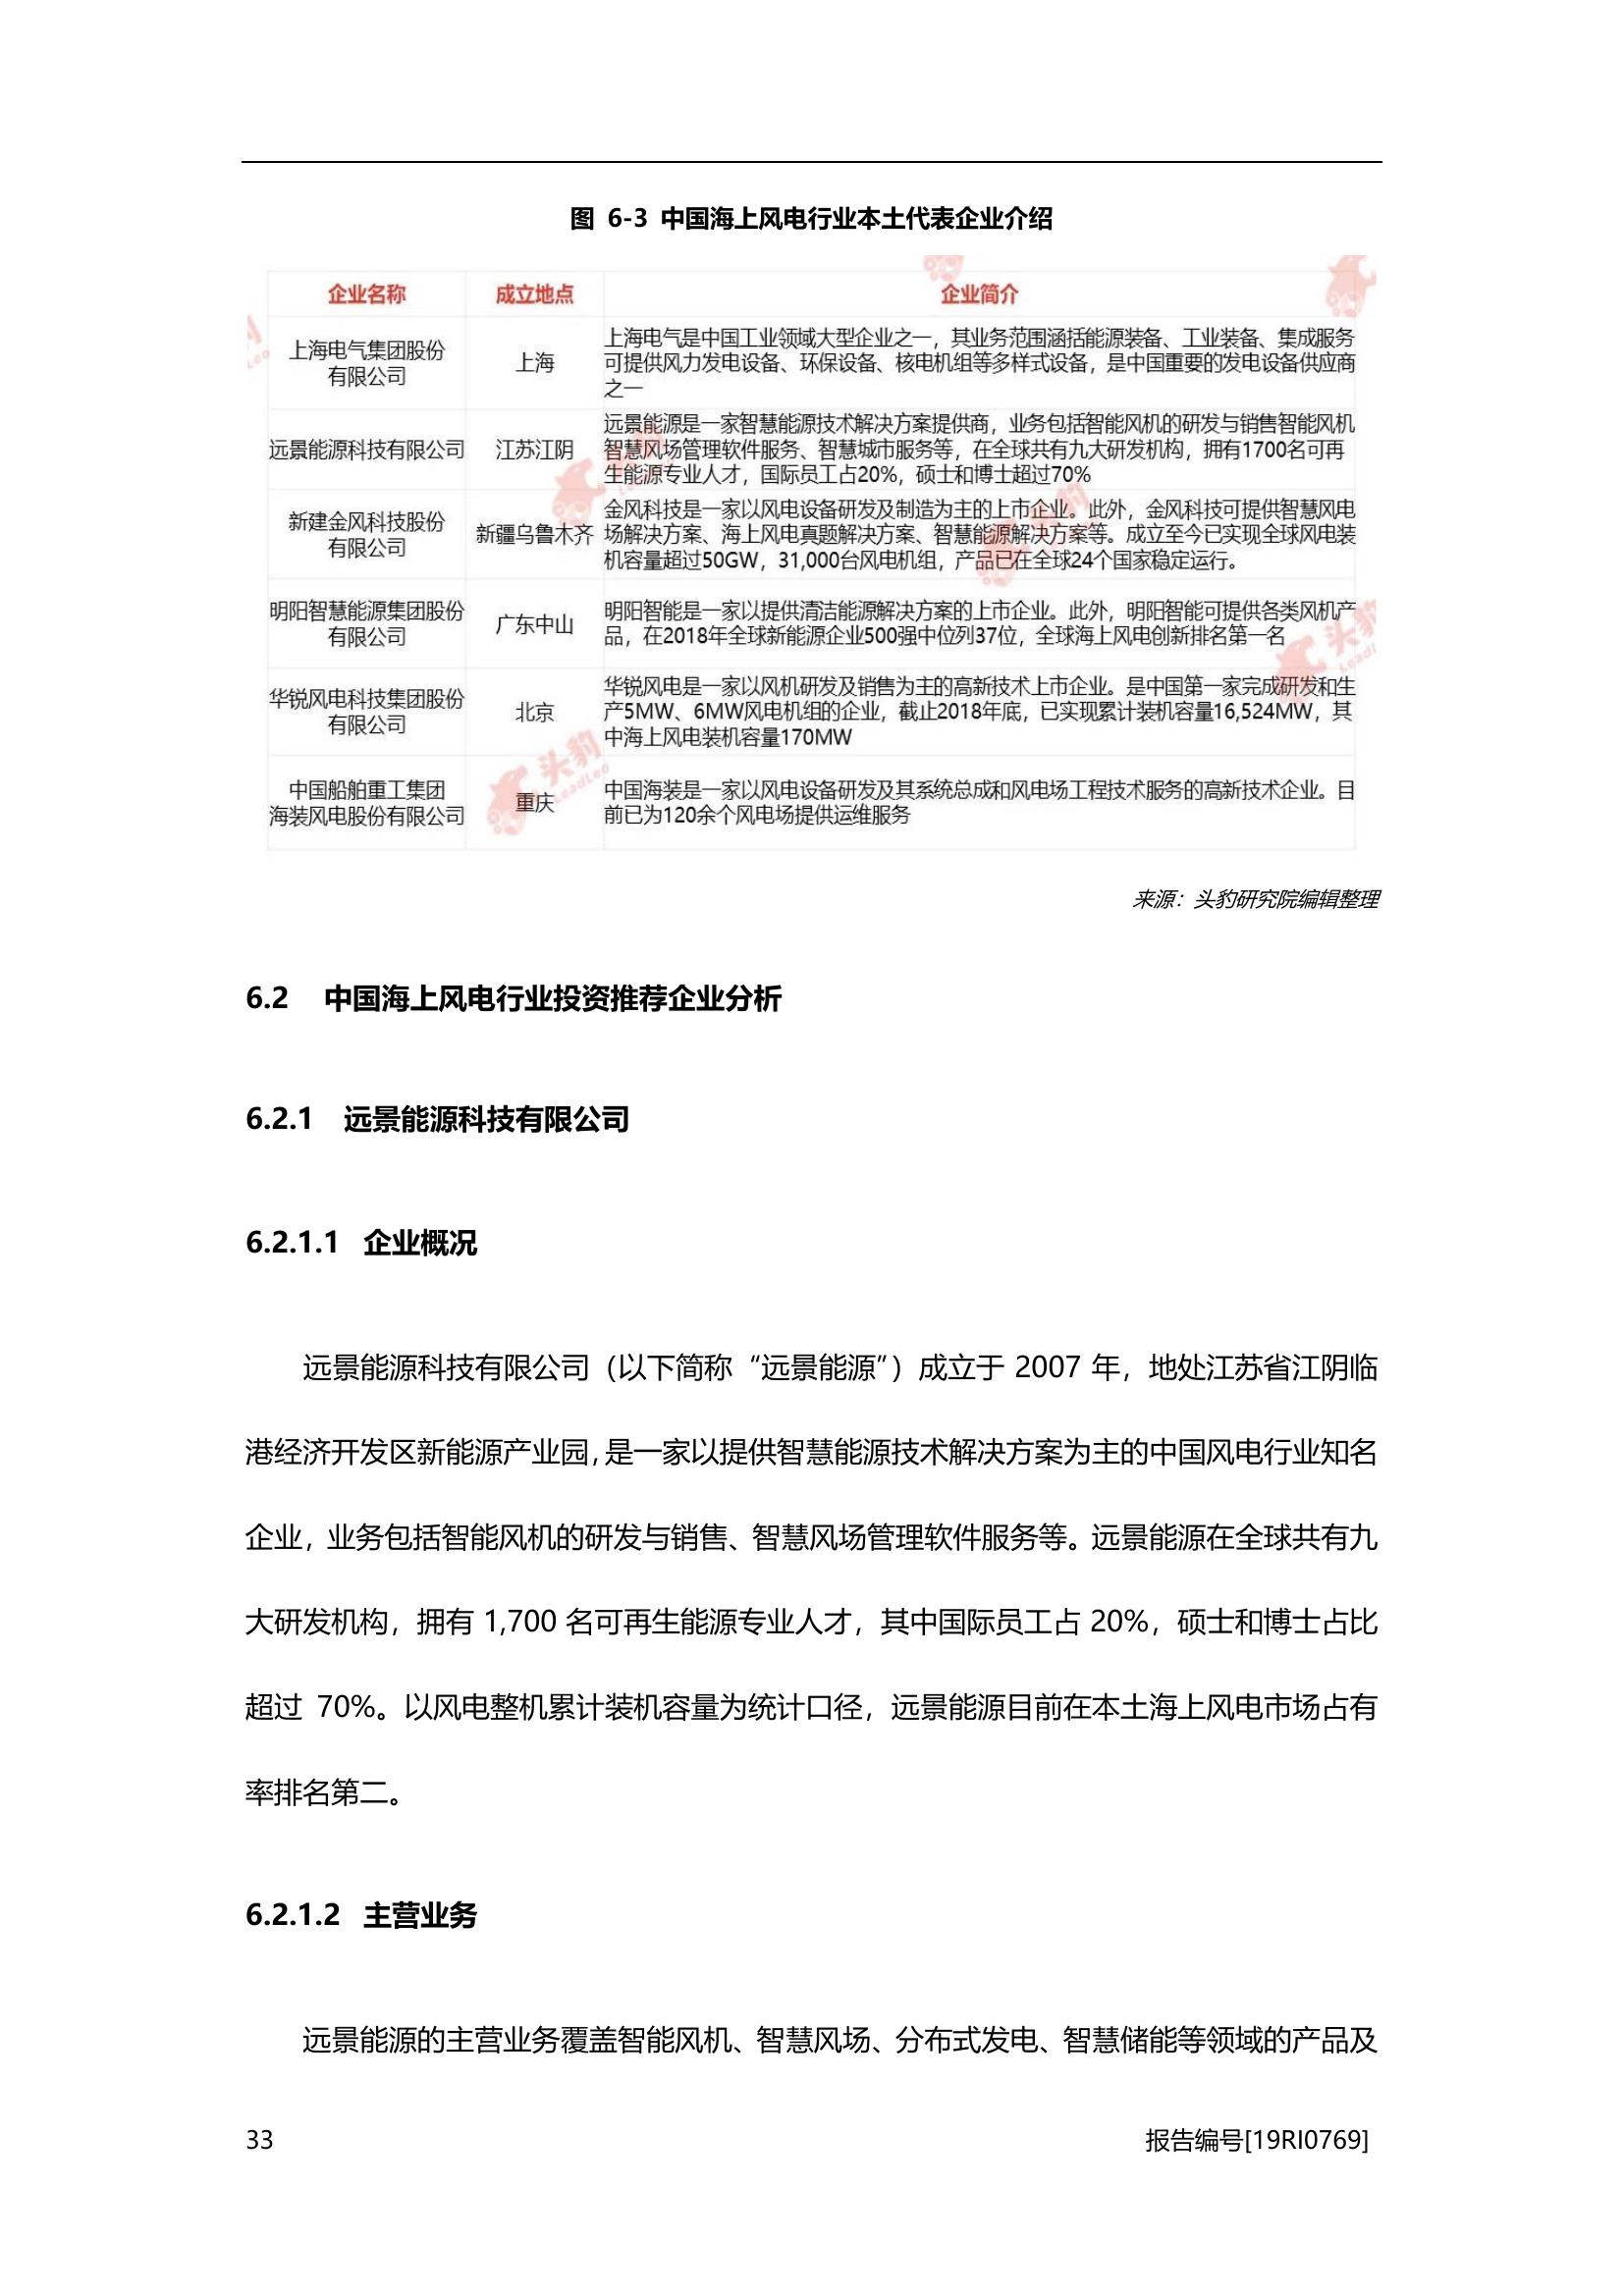 图 6-3 中国海上风电行业本土代表企业介绍
企业名称 成立地点 企业简介
上海电气集团股份
有限公司
上海
上海电气是中国工业领域大型企业之一，其业务范围涵括能源装备、工业装备、集成服务
可提供风力发电设备、环保设备、核电机组等多样式设备，是中国重要的发电设备供应商
之一
远景能源科技有限公司
江苏江阴
远景能源是一家智慧能源技术解决方案提供商，业务包括智能风机的研发与销售智能风机
智慧风场管理软件服务、智慧城市服务等，在全球共有九大研发机构，拥有1700名可再
生能源专业人才，国际员工占20%，硕士和博士超过70%
新建金风科技股份
有限公司
新疆乌鲁木齐
金风科技是一家以风电设备研发及制造为主的上市企业。此外，金风科技可提供智慧风电
场解决方案、海上风电真题解决方案、智慧能源解决方案等。成立至今已实现全球风电装
机容量超过50GW，31,000台风电机组，产品已在全球24个国家稳定运行。
明阳智慧能源集团股份
有限公司
广东中山
明阳智能是一家以提供清洁能源解决方案的上市企业。此外，明阳智能可提供各类风机产
品，在2018年全球新能源企业500强中位列37位，全球海上风电创新排名第一名
华锐风电科技集团股份
有限公司
北京
华锐风电是一家以风机研发及销售为主的高新技术上市企业。是中国第一家完成研发和生
产5MW、6MW风电机组的企业，截止2018年底，已实现累计装机容量16,524MW，其
中海上风电装机容量170MW
中国船舶重工集团
海装风电股份有限公司
重庆
中国海装是一家以风电设备研发及其系统总成和风电场工程技术服务的高新技术企业。目
前已为120余个风电场提供运维服务
头豹
LeadLeo
来源：头豹研究院编辑整理
6.2 中国海上风电行业投资推荐企业分析
6.2.1 远景能源科技有限公司
6.2.1.1 企业概况
远景能源科技有限公司（以下简称“远景能源”）成立于 2007 年，地处江苏省江阴临
港经济开发区新能源产业园，是一家以提供智慧能源技术解决方案为主的中国风电行业知名
企业，业务包括智能风机的研发与销售、智慧风场管理软件服务等。远景能源在全球共有九
大研发机构，拥有 1,700 名可再生能源专业人才，其中国际员工占 20%，硕士和博士占比
超过 70%。以风电整机累计装机容量为统计口径，远景能源目前在本土海上风电市场占有
率排名第二。
6.2.1.2 主营业务
远景能源的主营业务覆盖智能风机、智慧风场、分布式发电、智慧储能等领域的产品及
33 报告编号[19RI0769]